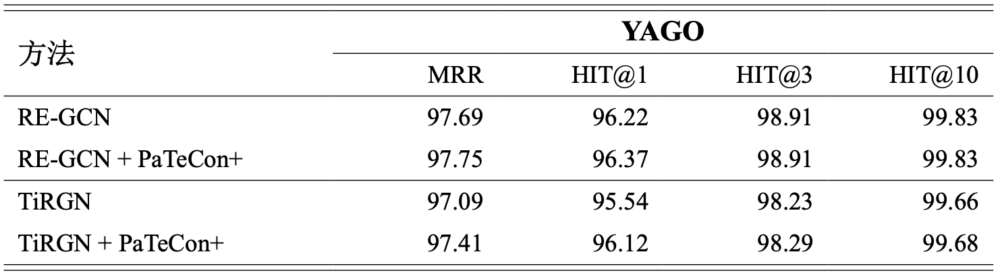 方法 YAGO
MRR HIT@1 HIT@3 HIT@10
RE-GCN 97.69 96.22 98.91 99.83
RE-GCN + PaTeCon+ 97.75 96.37 98.91 99.83
TiRGN 97.09 95.54 98.23 99.66
TiRGN + PaTeCon+ 97.41 96.12 98.29 99.68